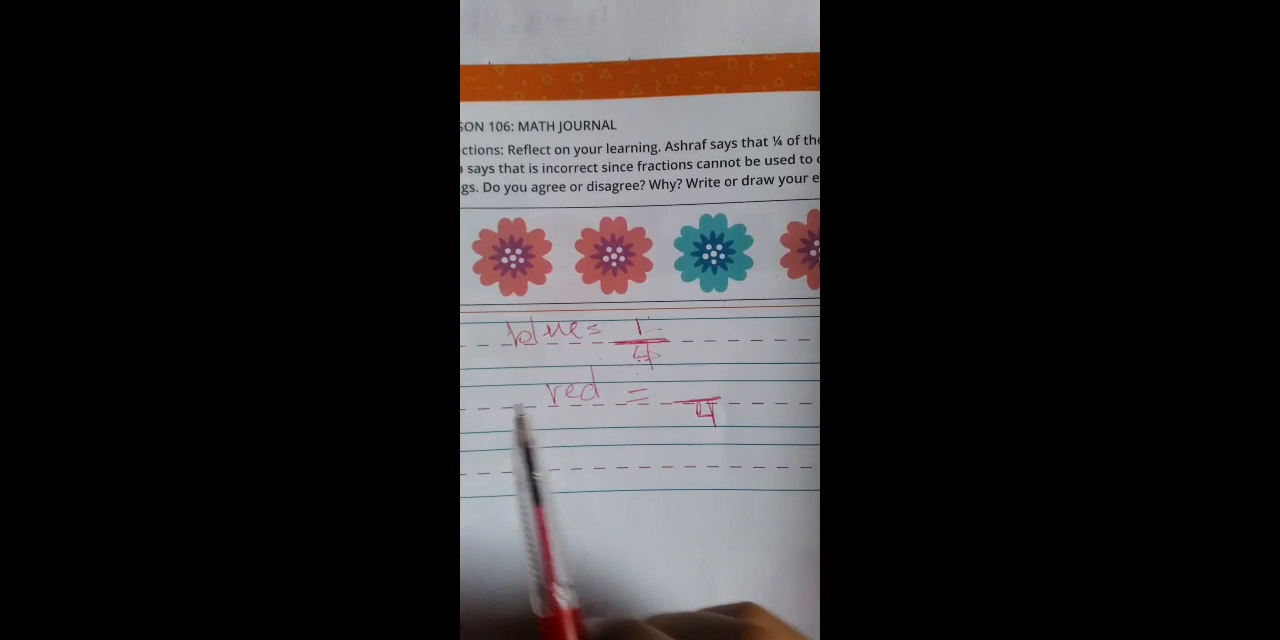 SON 106: MATH JOURNAL
ctions: Reflect on your learning. Ashraf says that ¼ of the
says that is incorrect since fractions cannot be used to
gs. Do you agree or disagree? Why? Write or draw your e
blue = 1/4
red = /4